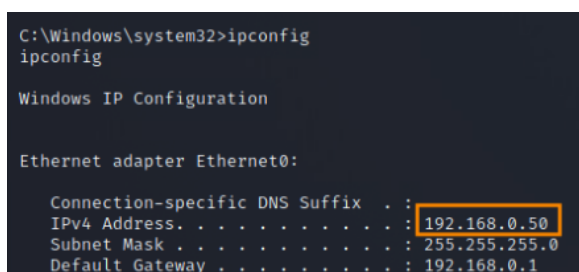 C:\Windows\system32>ipconfig
ipconfig
Windows IP Configuration
Ethernet adapter Ethernet0:
Connection-specific DNS Suffix . :
IPv4 Address. . . . . . . . . . . : 192.168.0.50
Subnet Mask . . . . . . . . . . . : 255.255.255.0
Default Gateway . . . . . . . . . : 192.168.0.1